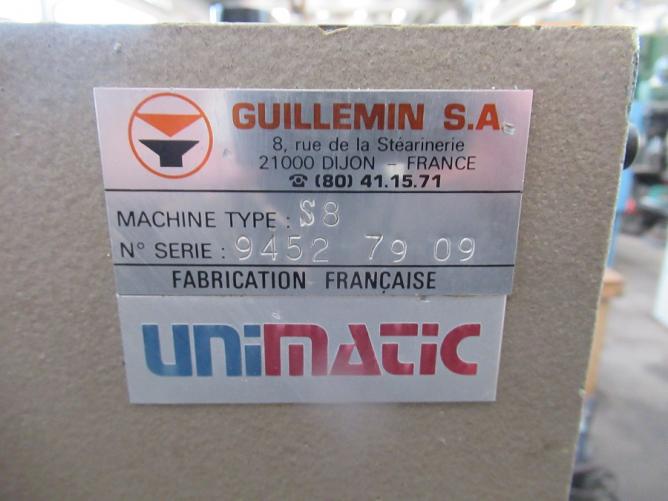 GUILLEMIN S.A.
8, rue de la Stéarinerie
21000 DIJON - FRANCE
☎ (80) 41.15.71
MACHINE TYPE : S8
N° SERIE : 9452 79 09
FABRICATION FRANÇAISE
UNIMATIC